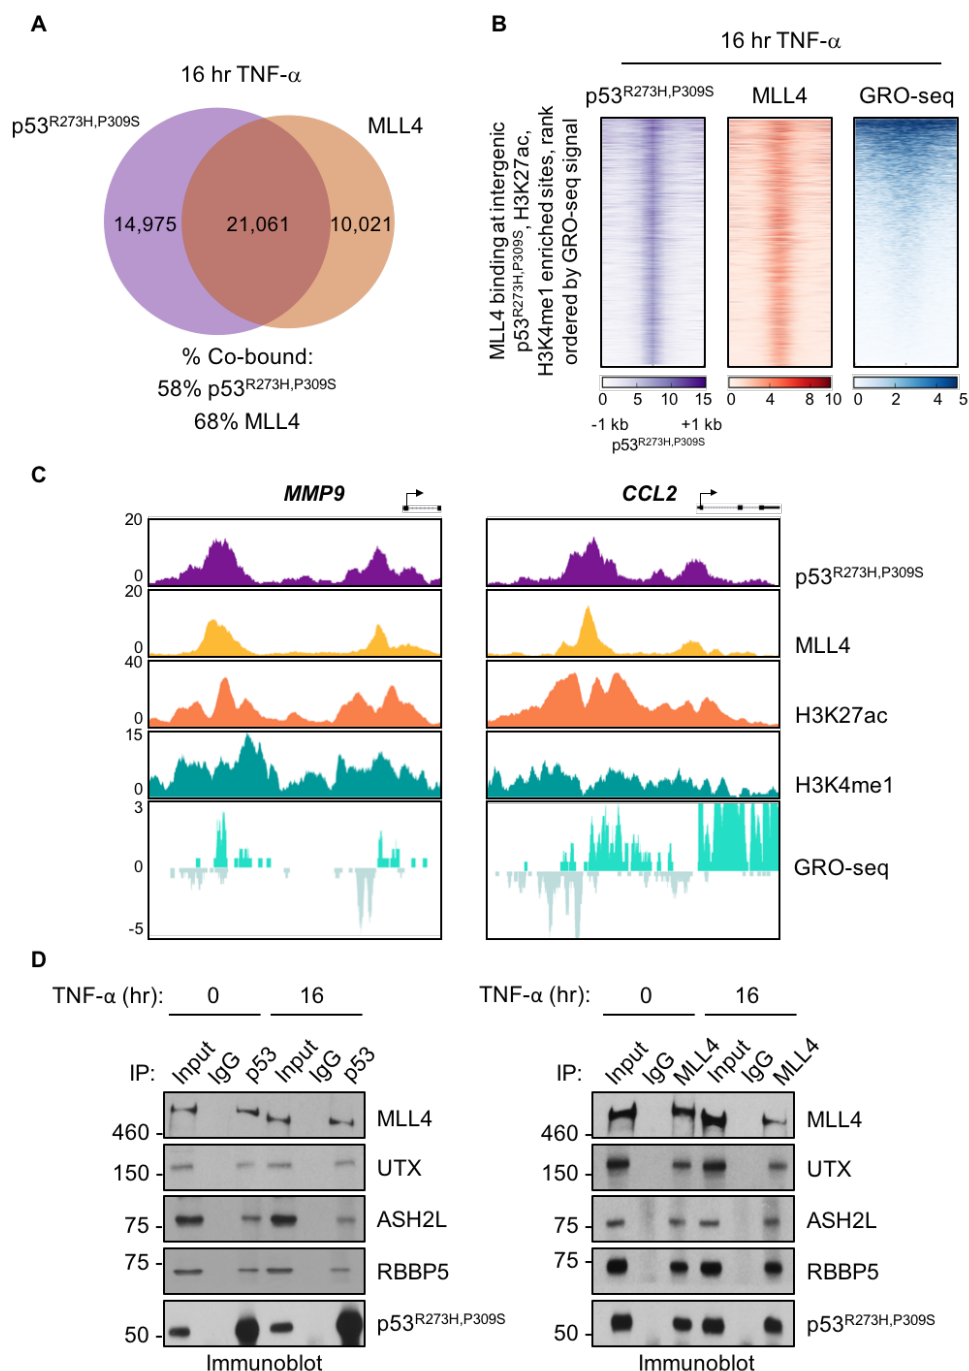 A
16 hr TNF-α
p53R273H,P309S
MLL4
14,975
21,061
10,021
% Co-bound:
58% p53R273H,P309S
68% MLL4
B
16 hr TNF-α
p53R273H,P309S MLL4 GRO-seq
MLL4 binding at intergenic
p53R273H,P309S, H3K27ac,
H3K4me1 enriched sites, rank
ordered by GRO-seq signal
0 5 10 15 0 4 8 10 0 2 4 5
-1 kb +1 kb
p53R273H,P309S
C
MMP9 CCL2
20
0
p53R273H,P309S
20
0
MLL4
40
0
H3K27ac
15
0
H3K4me1
3
0
-5
GRO-seq
D
TNF-α (hr): 0 16
IP: Input IgG p53 Input IgG p53
460 - MLL4
150 - UTX
75 - ASH2L
75 - RBBP5
50 - p53R273H,P309S
Immunoblot
TNF-α (hr): 0 16
IP: Input IgG MLL4 Input IgG MLL4
460 - MLL4
150 - UTX
75 - ASH2L
75 - RBBP5
50 - p53R273H,P309S
Immunoblot